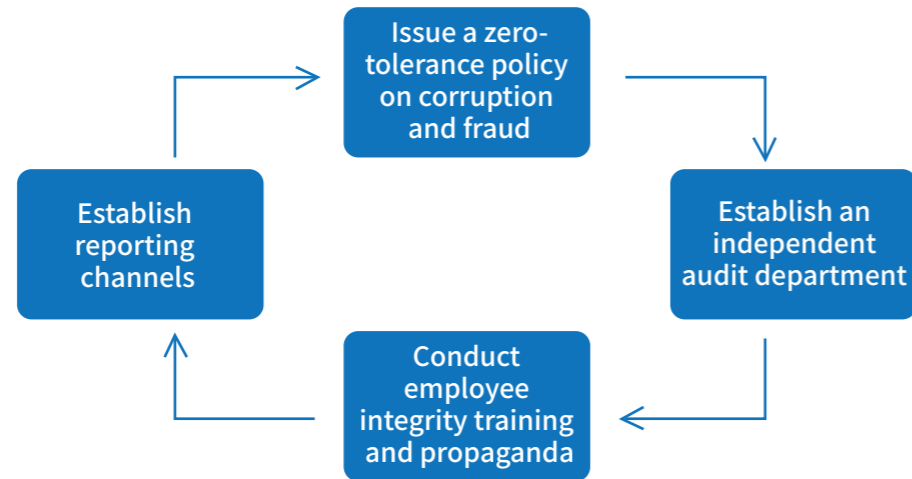 Issue a zero-
tolerance policy
on corruption
and fraud
Establish
reporting
channels
Establish an
independent
audit department
Conduct
employee
integrity training
and propaganda